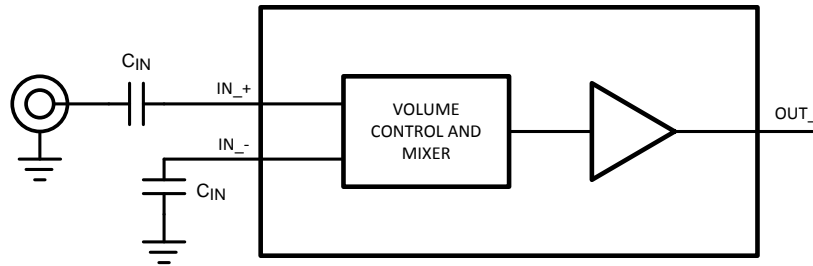 CIN
IN_+
VOLUME
CONTROL AND
MIXER
OUT_
IN_-
CIN